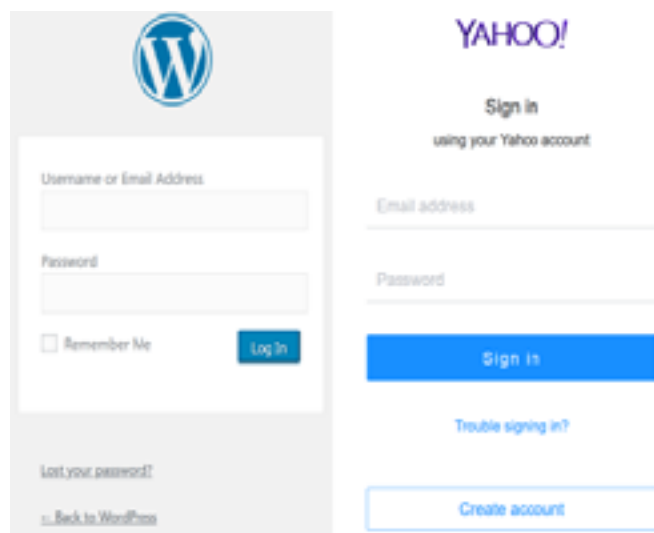 Username or Email Address
Password
Remember Me
Log In
Lost your password?
← Back to WordPress
YAHOO!
Sign in
using your Yahoo account
Email address
Password
Sign in
Trouble signing in?
Create account